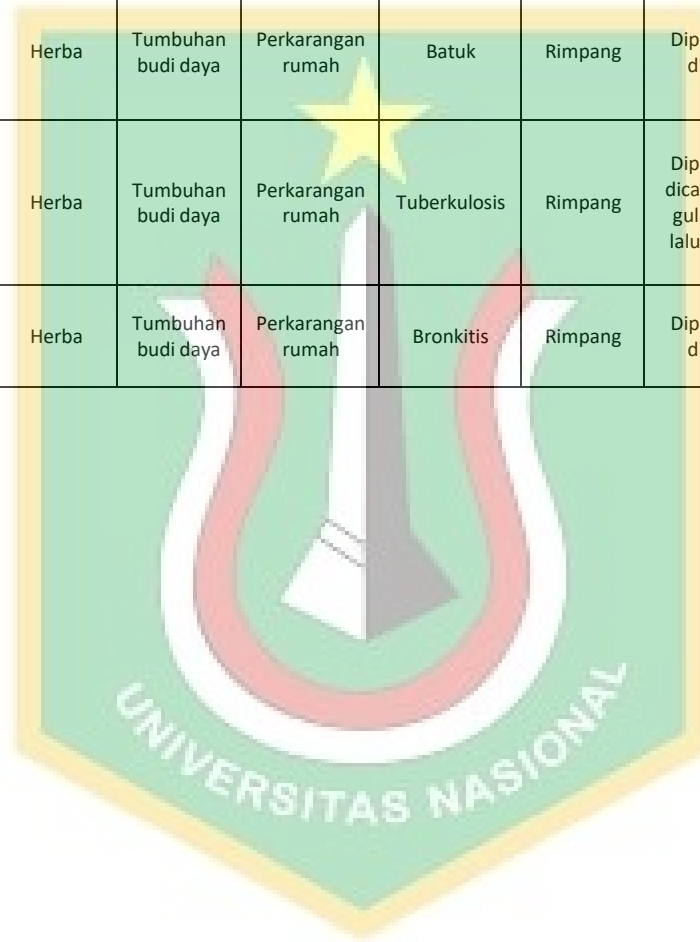 Herba Tumbuhan Perkarangan Batuk Rimpang Dip
budi daya rumah d
Dip
Herba Tumbuhan Perkarangan Tuberkulosis Rimpang dica
budi daya rumah gul
lalu
Herba Tumbuhan Perkarangan Bronkitis Rimpang Dip
budi daya rumah d
UNIVERSITAS NASIONAL